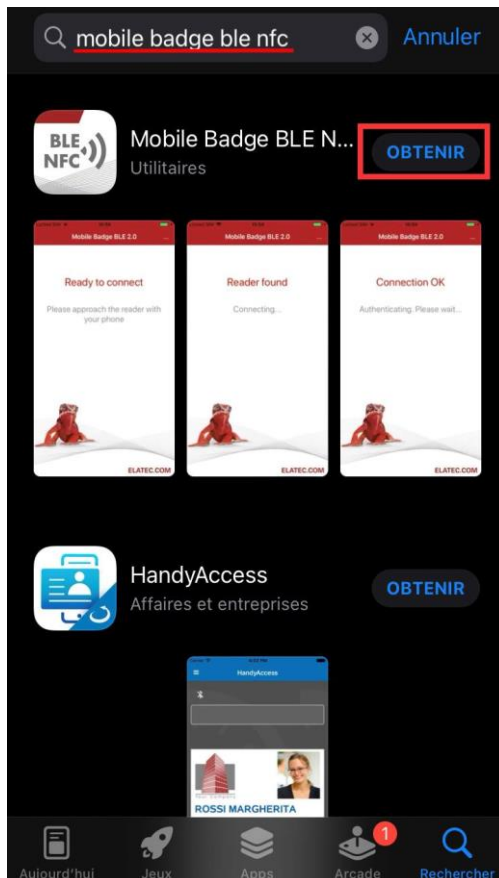 mobile badge ble nfc
Annuler
BLE
NFC
Mobile Badge BLE N...
Utilitaires
OBTENIR
Mobile Badge BLE 2.0
Ready to connect
Please approach the reader with
your phone
ELATEC.COM
Mobile Badge BLE 2.0
Reader found
Connecting...
ELATEC.COM
Mobile Badge BLE 2.0
Connection OK
Authenticating. Please wait...
ELATEC.COM
HandyAccess
Affaires et entreprises
OBTENIR
HandyAccess
ROSSI MARGHERITA
1
Aujourd'hui
Jeux
Apps
Arcade
Rechercher